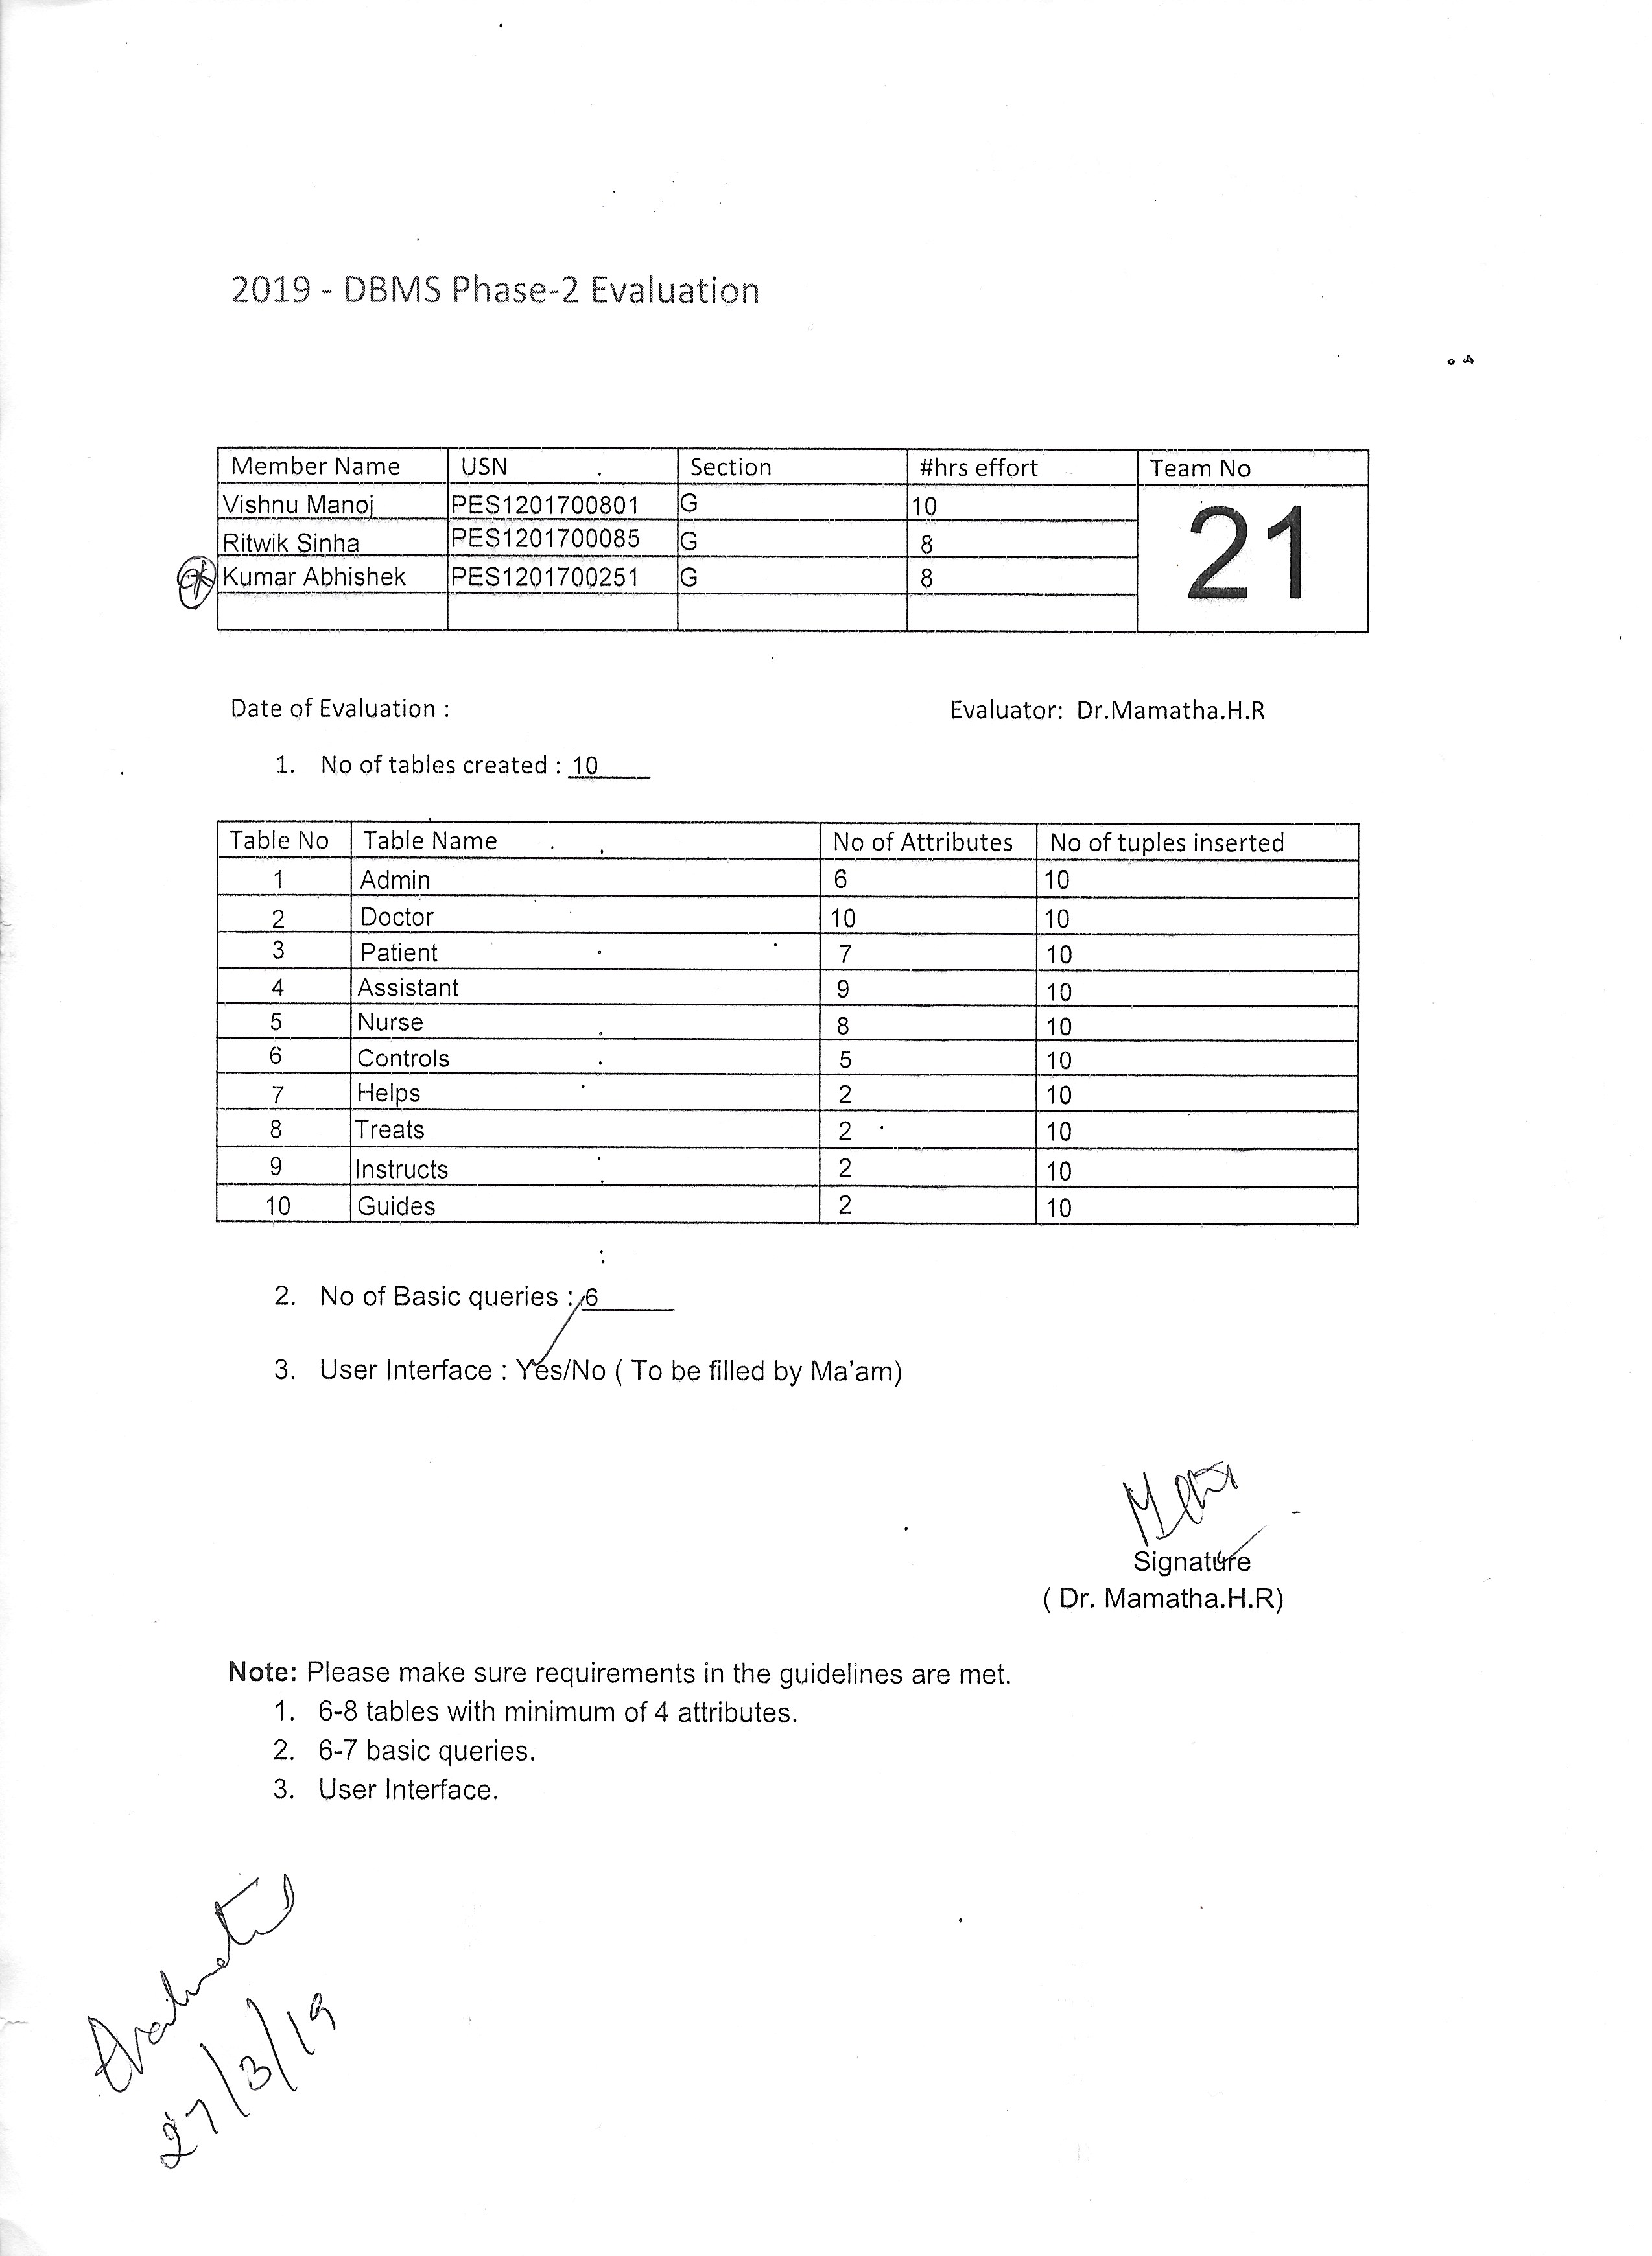 2019 - DBMS Phase-2 Evaluation
Member Name USN Section #hrs effort Team No
Vishnu Manoj PES1201700801 G 10 21
Ritwik Sinha PES1201700085 G 8
Kumar Abhishek PES1201700251 G 8
Date of Evaluation : Evaluator: Dr.Mamatha.H.R
1. No of tables created : 10
Table No Table Name No of Attributes No of tuples inserted
1 Admin 6 10
2 Doctor 10 10
3 Patient 7 10
4 Assistant 9 10
5 Nurse 8 10
6 Controls 5 10
7 Helps 2 10
8 Treats 2 10
9 Instructs 2 10
10 Guides 2 10
2. No of Basic queries : 6
3. User Interface : Yes/No ( To be filled by Ma'am)
Signature
( Dr. Mamatha.H.R)
Note: Please make sure requirements in the guidelines are met.
1. 6-8 tables with minimum of 4 attributes.
2. 6-7 basic queries.
3. User Interface.
Evaluated
27/3/19